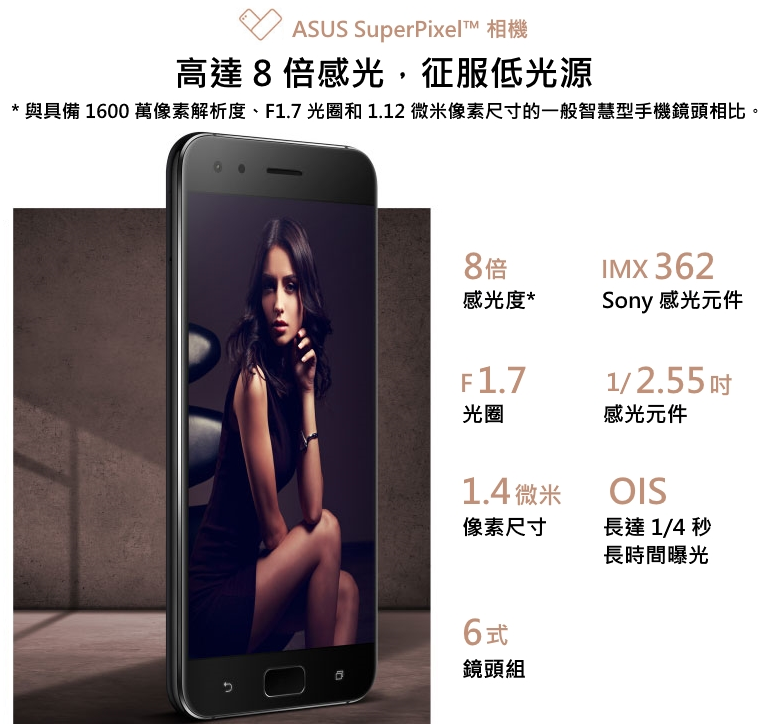 ASUS SuperPixel™ 相機
高達 8 倍感光，征服低光源
* 與具備 1600 萬像素解析度、F1.7 光圈和 1.12 微米像素尺寸的一般智慧型手機鏡頭相比。
8倍
感光度*
IMX 362
Sony 感光元件
F 1.7
光圈
1/ 2.55 吋
感光元件
1.4 微米
像素尺寸
OIS
長達 1/4 秒
長時間曝光
6式
鏡頭組